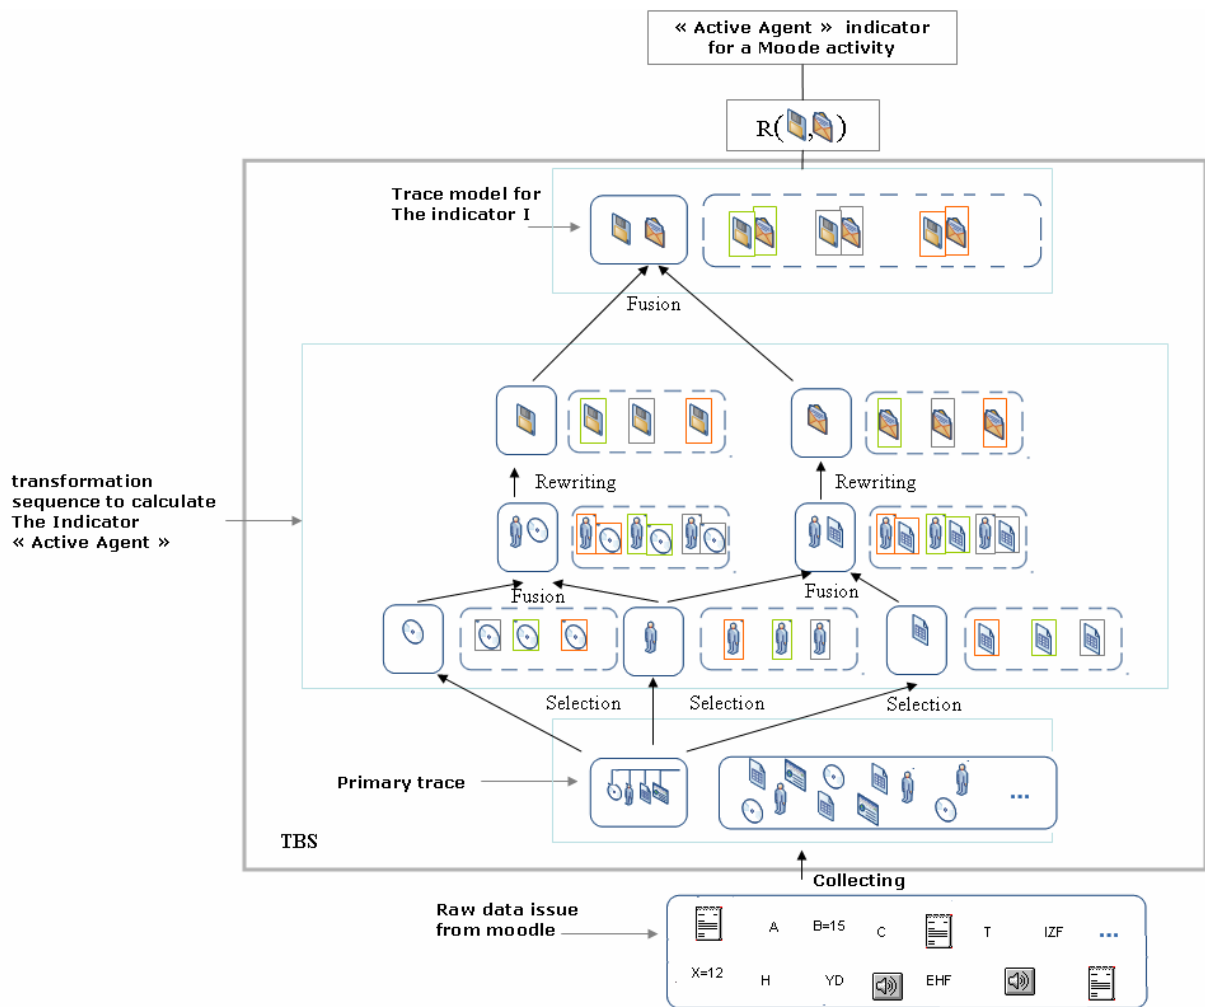 « Active Agent »  indicator
for a Moode activity
R( , )
Trace model for
The indicator I
Fusion
Rewriting
Rewriting
transformation
sequence to calculate
The Indicator
« Active Agent »
Fusion
Fusion
Selection
Selection
Selection
Primary trace
...
TBS
Collecting
Raw data issue
from moodle
A
B=15
C
T
IZF
...
X=12
H
YD
EHF